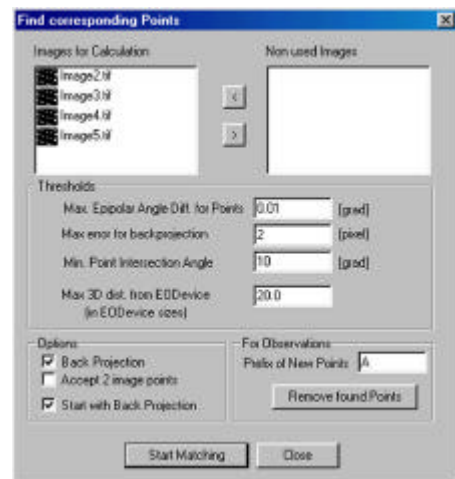 Find corresponding Points
Images for Calculation
Non used Images
Image2.tif
Image3.tif
Image4.tif
Image5.tif
<
>
Thresholds
Max. Epipolar Angle Diff. for Points 0.01 [grad]
Max error for backprojection 2 [pixel]
Min. Point Intersection Angle 10 [grad]
Max 3D dist. from EODevice 20.0
(in EODevice sizes)
Options
Back Projection
Accept 2 image points
Start with Back Projection
For Observations
Prefix of New Points A
Remove found Points
Start Matching
Close